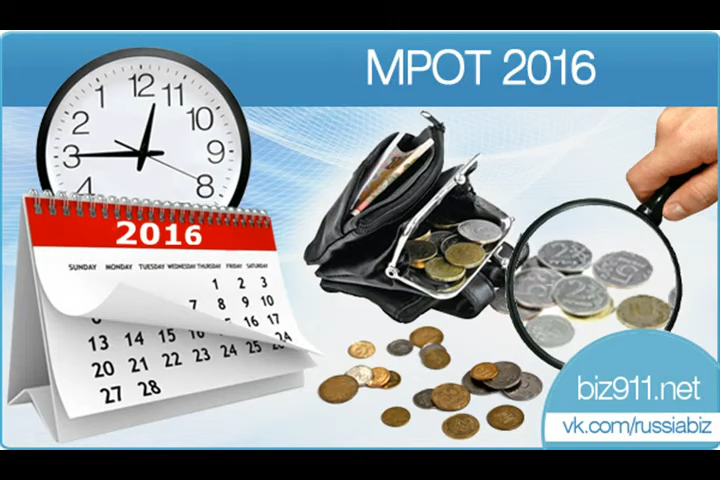 МРОТ 2016
12
1 11
2 10
3 9
4 8
2016
SUNDAY MONDAY TUESDAY WEDNESDAY THURSDAY FRIDAY SATURDAY
1 2 3
7 8 9 10
13 14 15 16 16 17
20 21 22 23 24 25 24
27 28
biz911.net
vk.com/russiabiz